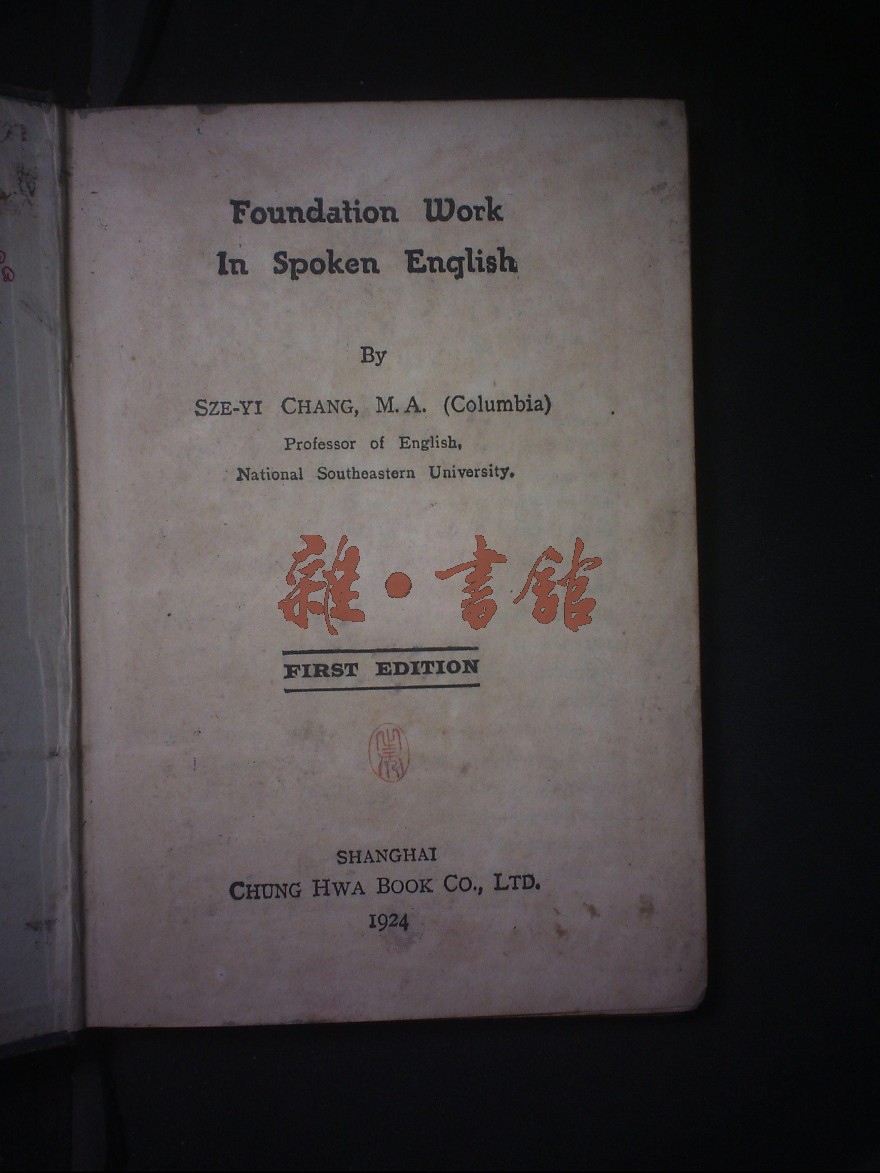 Foundation Work
In Spoken English
By
SZE-YI CHANG, M. A. (Columbia)
Professor of English,
National Southeastern University.
雜·書館
FIRST EDITION
SHANGHAI
CHUNG HWA BOOK CO., LTD.
1924